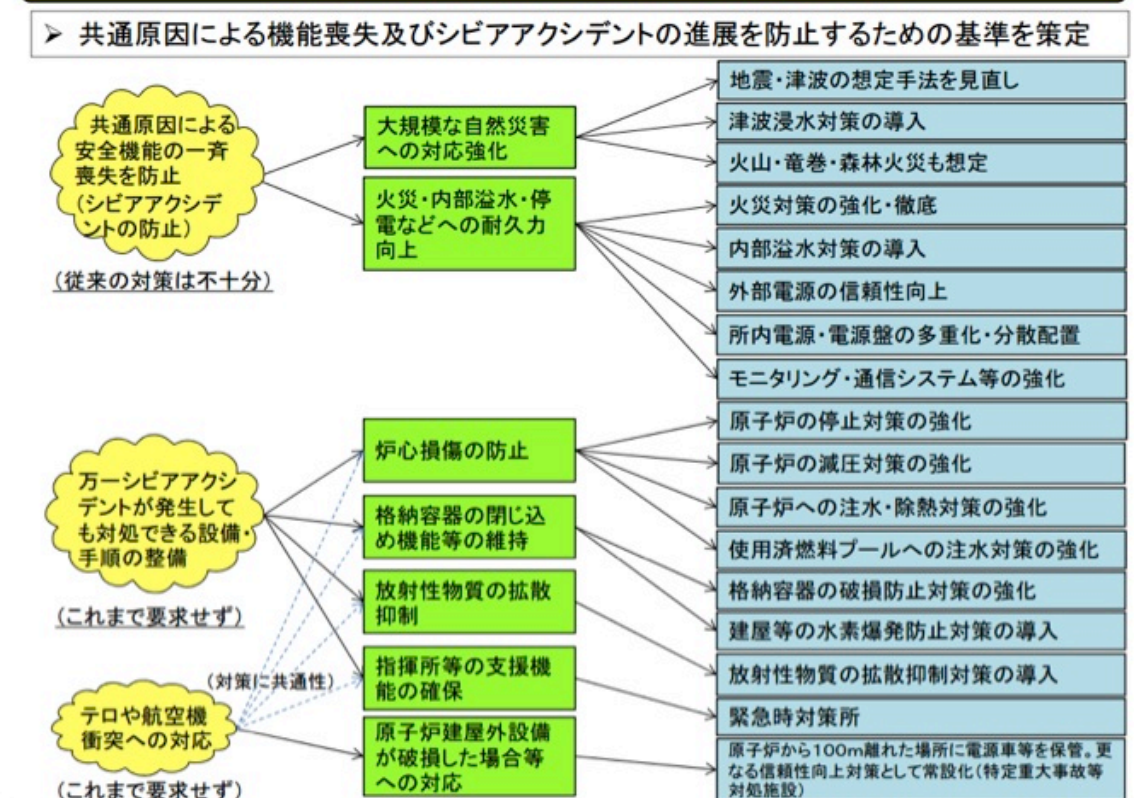 ➢ 共通原因による機能喪失及びシビアアクシデントの進展を防止するための基準を策定
共通原因による
安全機能の一斉
喪失を防止
(シビアアクシデ
ントの防止)
(従来の対策は不十分)
大規模な自然災害
への対応強化
火災・内部溢水・停
電などへの耐久力
向上
地震・津波の想定手法を見直し
津波浸水対策の導入
火山・竜巻・森林火災も想定
火災対策の強化・徹底
内部溢水対策の導入
外部電源の信頼性向上
所内電源・電源盤の多重化・分散配置
モニタリング・通信システム等の強化
万一シビアアクシ
デントが発生して
も対処できる設備・
手順の整備
(これまで要求せず)
炉心損傷の防止
格納容器の閉じ込
め機能等の維持
放射性物質の拡散
抑制
指揮所等の支援機
能の確保
原子炉の停止対策の強化
原子炉の減圧対策の強化
原子炉への注水・除熱対策の強化
使用済燃料プールへの注水対策の強化
格納容器の破損防止対策の強化
建屋等の水素爆発防止対策の導入
放射性物質の拡散抑制対策の導入
緊急時対策所
(対策に共通性)
テロや航空機
衝突への対応
(これまで要求せず)
原子炉建屋外設備
が破損した場合等
への対応
原子炉から100m離れた場所に電源車等を保管。更
なる信頼性向上対策として常設化(特定重大事故等
対処施設)